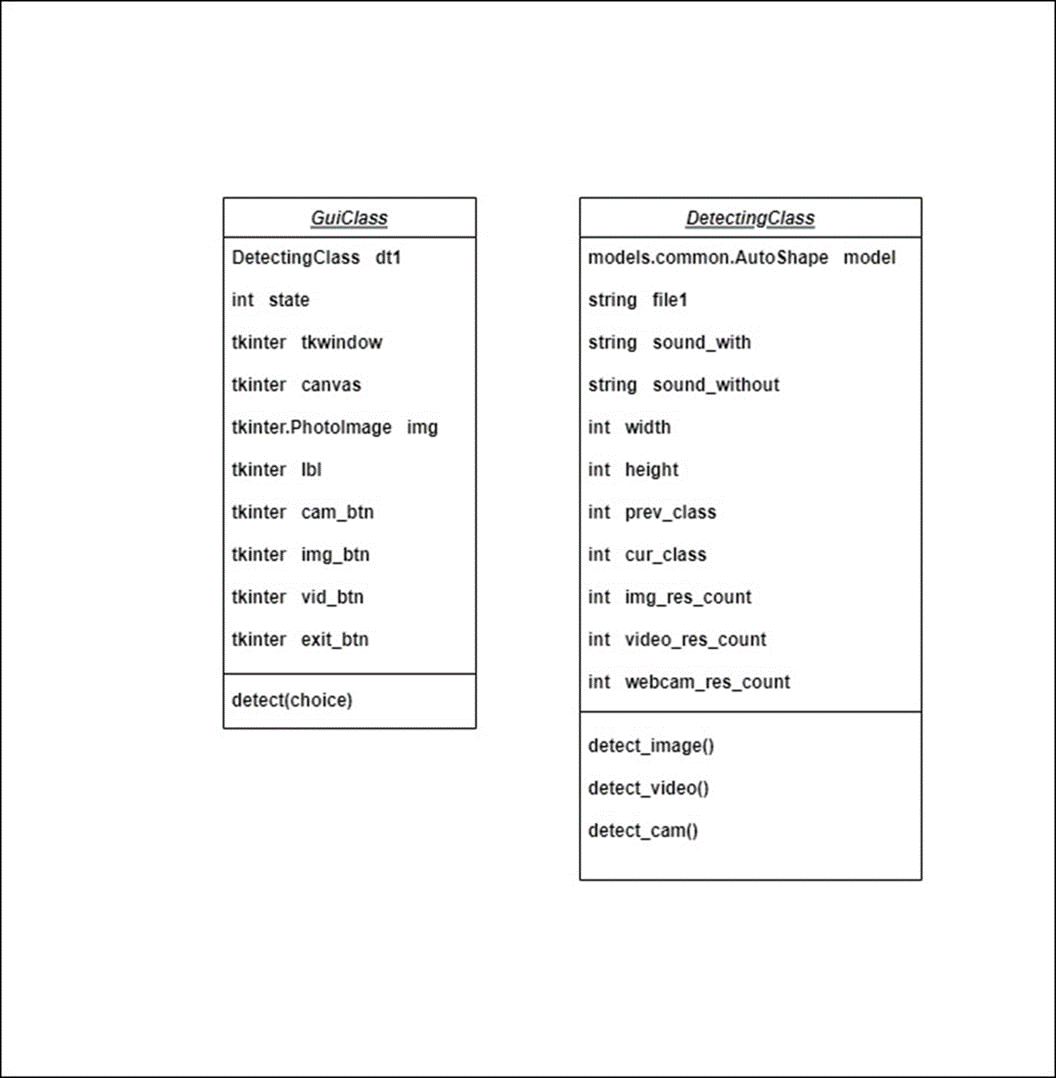 GuiClass
DetectingClass dt1
int state
tkinter tkwindow
tkinter canvas
tkinter.PhotoImage img
tkinter lbl
tkinter cam_btn
tkinter img_btn
tkinter vid_btn
tkinter exit_btn
detect(choice)
DetectingClass
models.common.AutoShape model
string file1
string sound_with
string sound_without
int width
int height
int prev_class
int cur_class
int img_res_count
int video_res_count
int webcam_res_count
detect_image()
detect_video()
detect_cam()